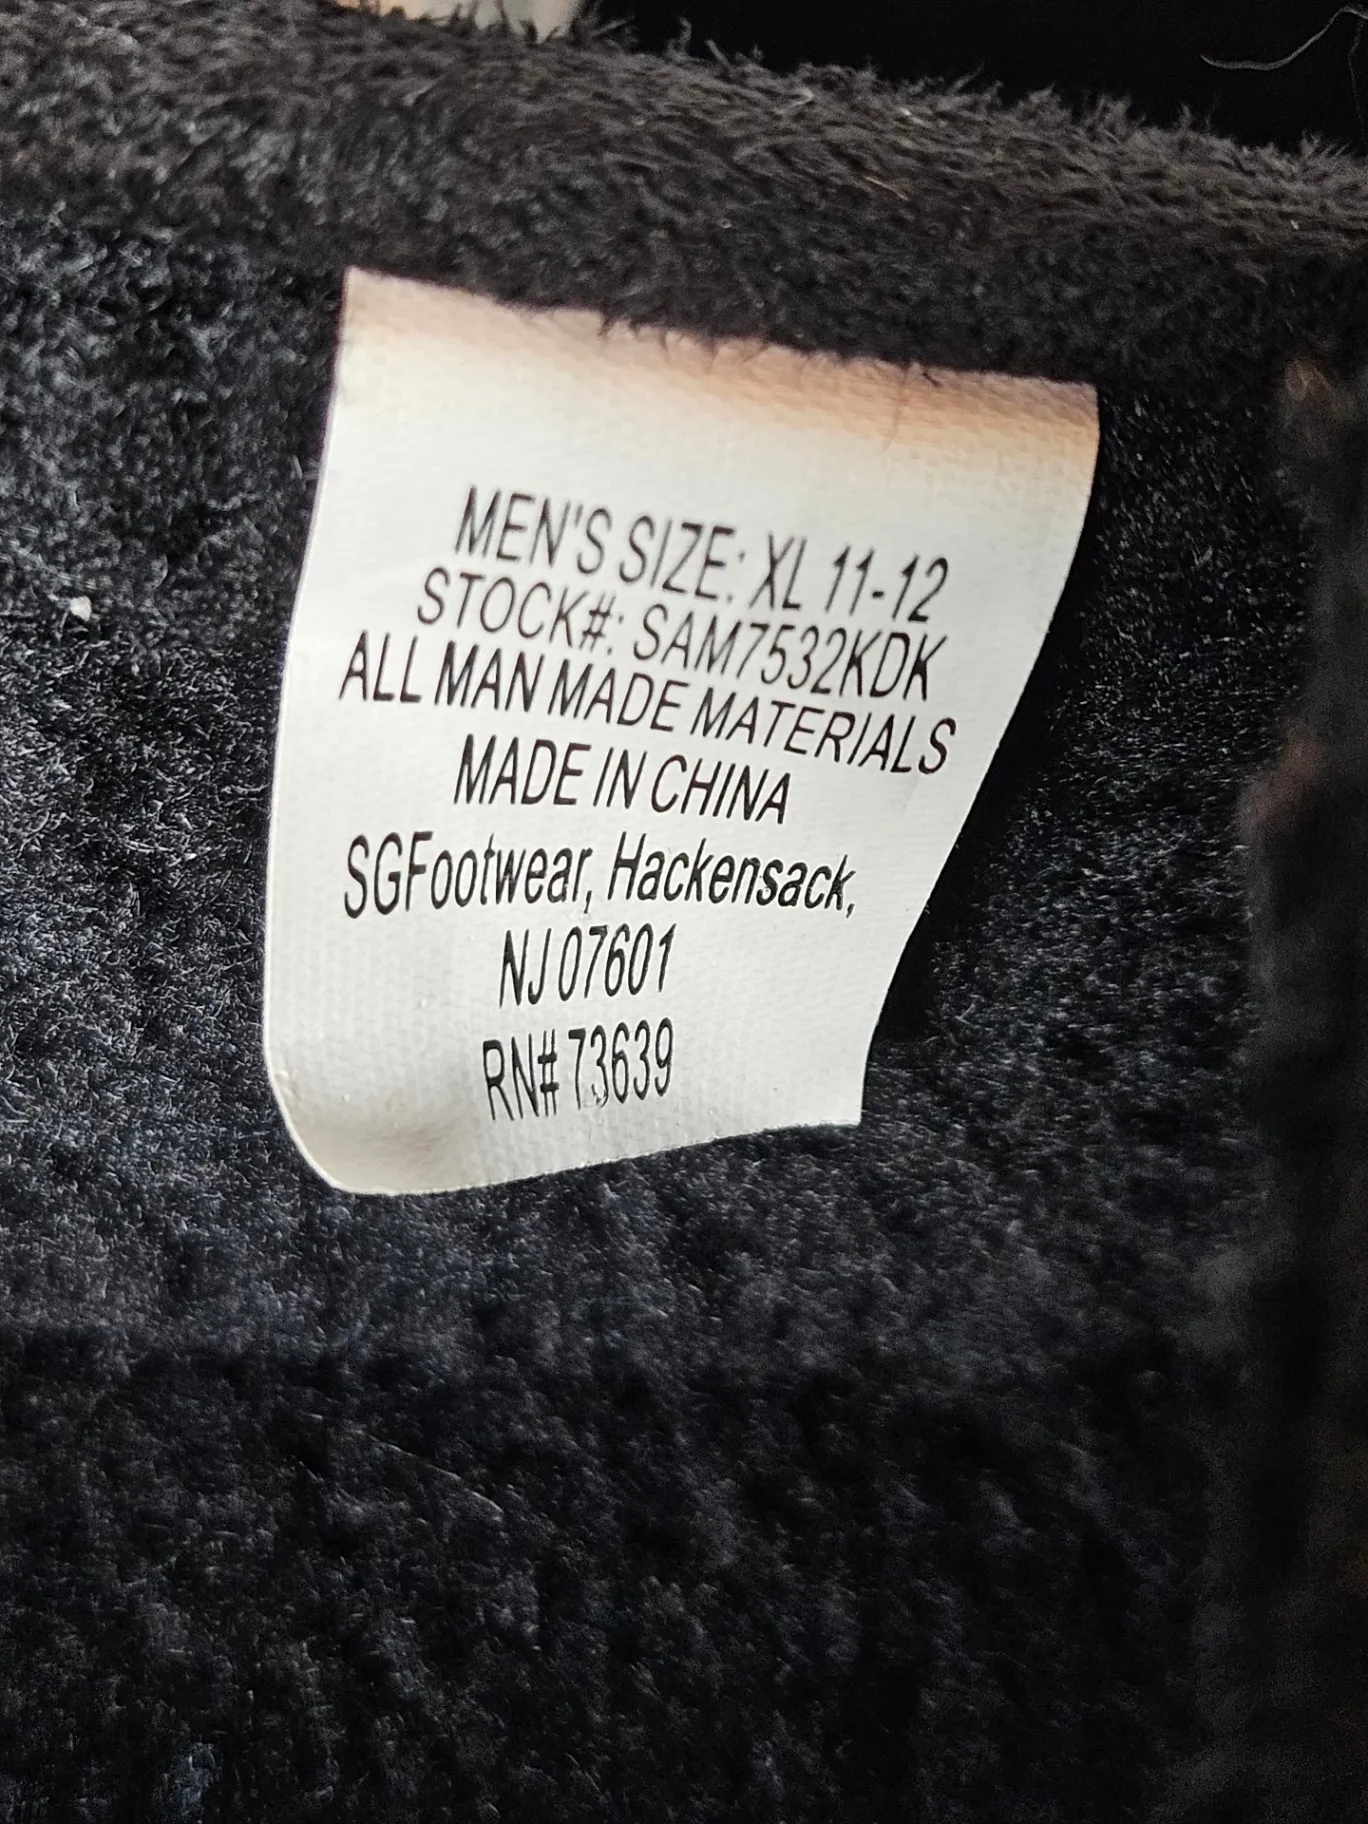 MEN'S SIZE: XL 11-12
STOCK#: SAM7532KDK
ALL MAN MADE MATERIALS
MADE IN CHINA
SGFootwear, Hackensack,
NJ 07601
RN# 73639